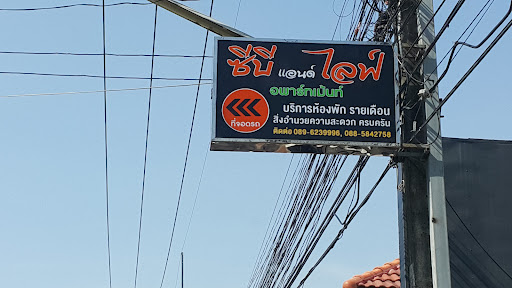 ซีบี แอนด์ ไลฟ์
อพาร์ทเม้นท์
บริการห้องพัก รายเดือน
สิ่งอำนวยความสะดวก ครบครัน
ที่จอดรถ
ติดต่อ 089-6239996, 088-5842758